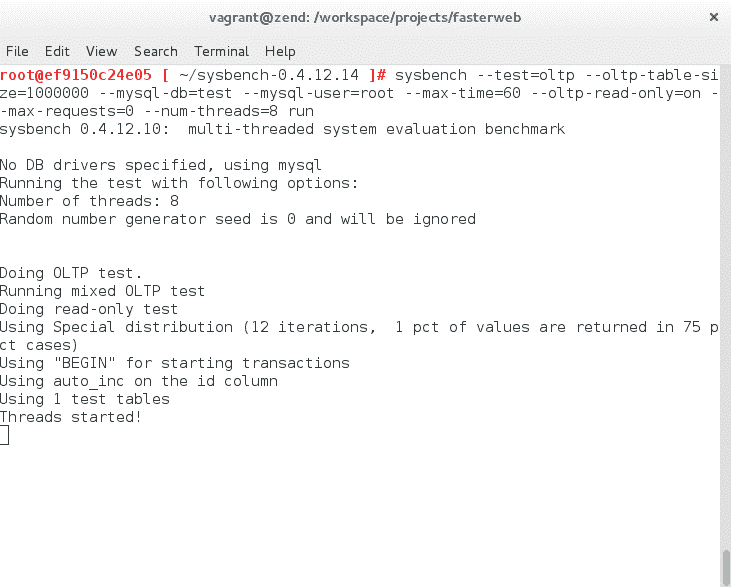 vagrant@zend: /workspace/projects/fasterweb
×
File Edit View Search Terminal Help
root@ef9150c24e05 [ ~/sysbench-0.4.12.14 ]# sysbench --test=oltp --oltp-table-si
ze=1000000 --mysql-db=test --mysql-user=root --max-time=60 --oltp-read-only=on -
-max-requests=0 --num-threads=8 run
sysbench 0.4.12.10:  multi-threaded system evaluation benchmark
No DB drivers specified, using mysql
Running the test with following options:
Number of threads: 8
Random number generator seed is 0 and will be ignored
Doing OLTP test.
Running mixed OLTP test
Doing read-only test
Using Special distribution (12 iterations,  1 pct of values are returned in 75 p
ct cases)
Using "BEGIN" for starting transactions
Using auto_inc on the id column
Using 1 test tables
Threads started!